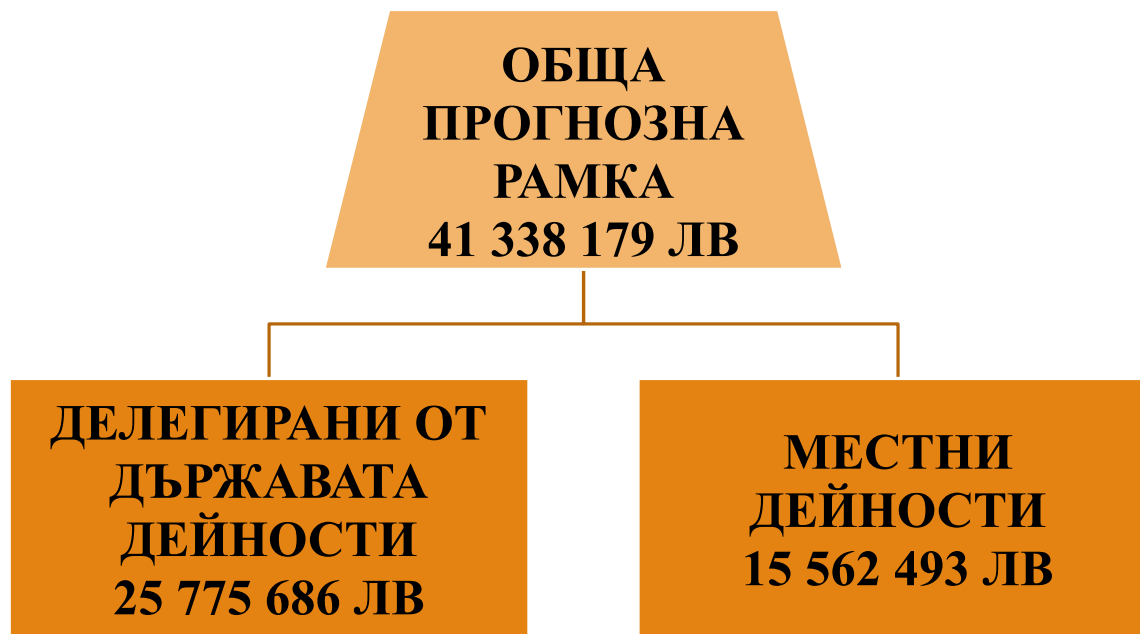 ОБЩА
ПРОГНОЗНА
РАМКА
41 338 179 ЛВ
ДЕЛЕГИРАНИ ОТ
ДЪРЖАВАТА
ДЕЙНОСТИ
25 775 686 ЛВ
МЕСТНИ
ДЕЙНОСТИ
15 562 493 ЛВ